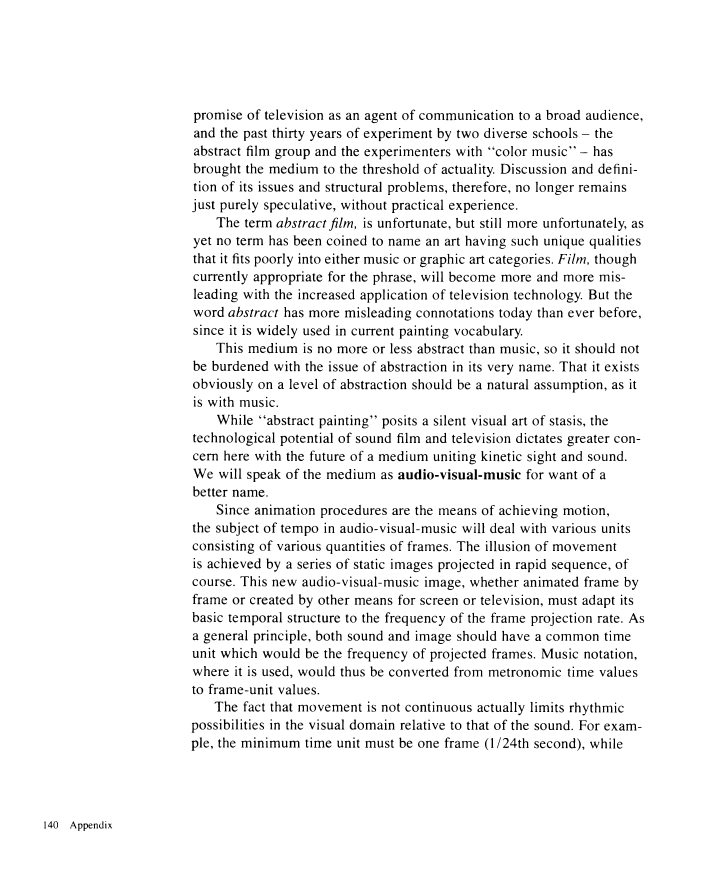 promise of television as an agent of communication to a broad audience,
and the past thirty years of experiment by two diverse schools – the
abstract film group and the experimenters with “color music” – has
brought the medium to the threshold of actuality. Discussion and defini-
tion of its issues and structural problems, therefore, no longer remains
just purely speculative, without practical experience.
The term abstract film, is unfortunate, but still more unfortunately, as
yet no term has been coined to name an art having such unique qualities
that it fits poorly into either music or graphic art categories. Film, though
currently appropriate for the phrase, will become more and more mis-
leading with the increased application of television technology. But the
word abstract has more misleading connotations today than ever before,
since it is widely used in current painting vocabulary.
This medium is no more or less abstract than music, so it should not
be burdened with the issue of abstraction in its very name. That it exists
obviously on a level of abstraction should be a natural assumption, as it
is with music.
While “abstract painting” posits a silent visual art of stasis, the
technological potential of sound film and television dictates greater con-
cern here with the future of a medium uniting kinetic sight and sound.
We will speak of the medium as audio-visual-music for want of a
better name.
Since animation procedures are the means of achieving motion,
the subject of tempo in audio-visual-music will deal with various units
consisting of various quantities of frames. The illusion of movement
is achieved by a series of static images projected in rapid sequence, of
course. This new audio-visual-music image, whether animated frame by
frame or created by other means for screen or television, must adapt its
basic temporal structure to the frequency of the frame projection rate. As
a general principle, both sound and image should have a common time
unit which would be the frequency of projected frames. Music notation,
where it is used, would thus be converted from metronomic time values
to frame-unit values.
The fact that movement is not continuous actually limits rhythmic
possibilities in the visual domain relative to that of the sound. For exam-
ple, the minimum time unit must be one frame (1/24th second), while
140 Appendix